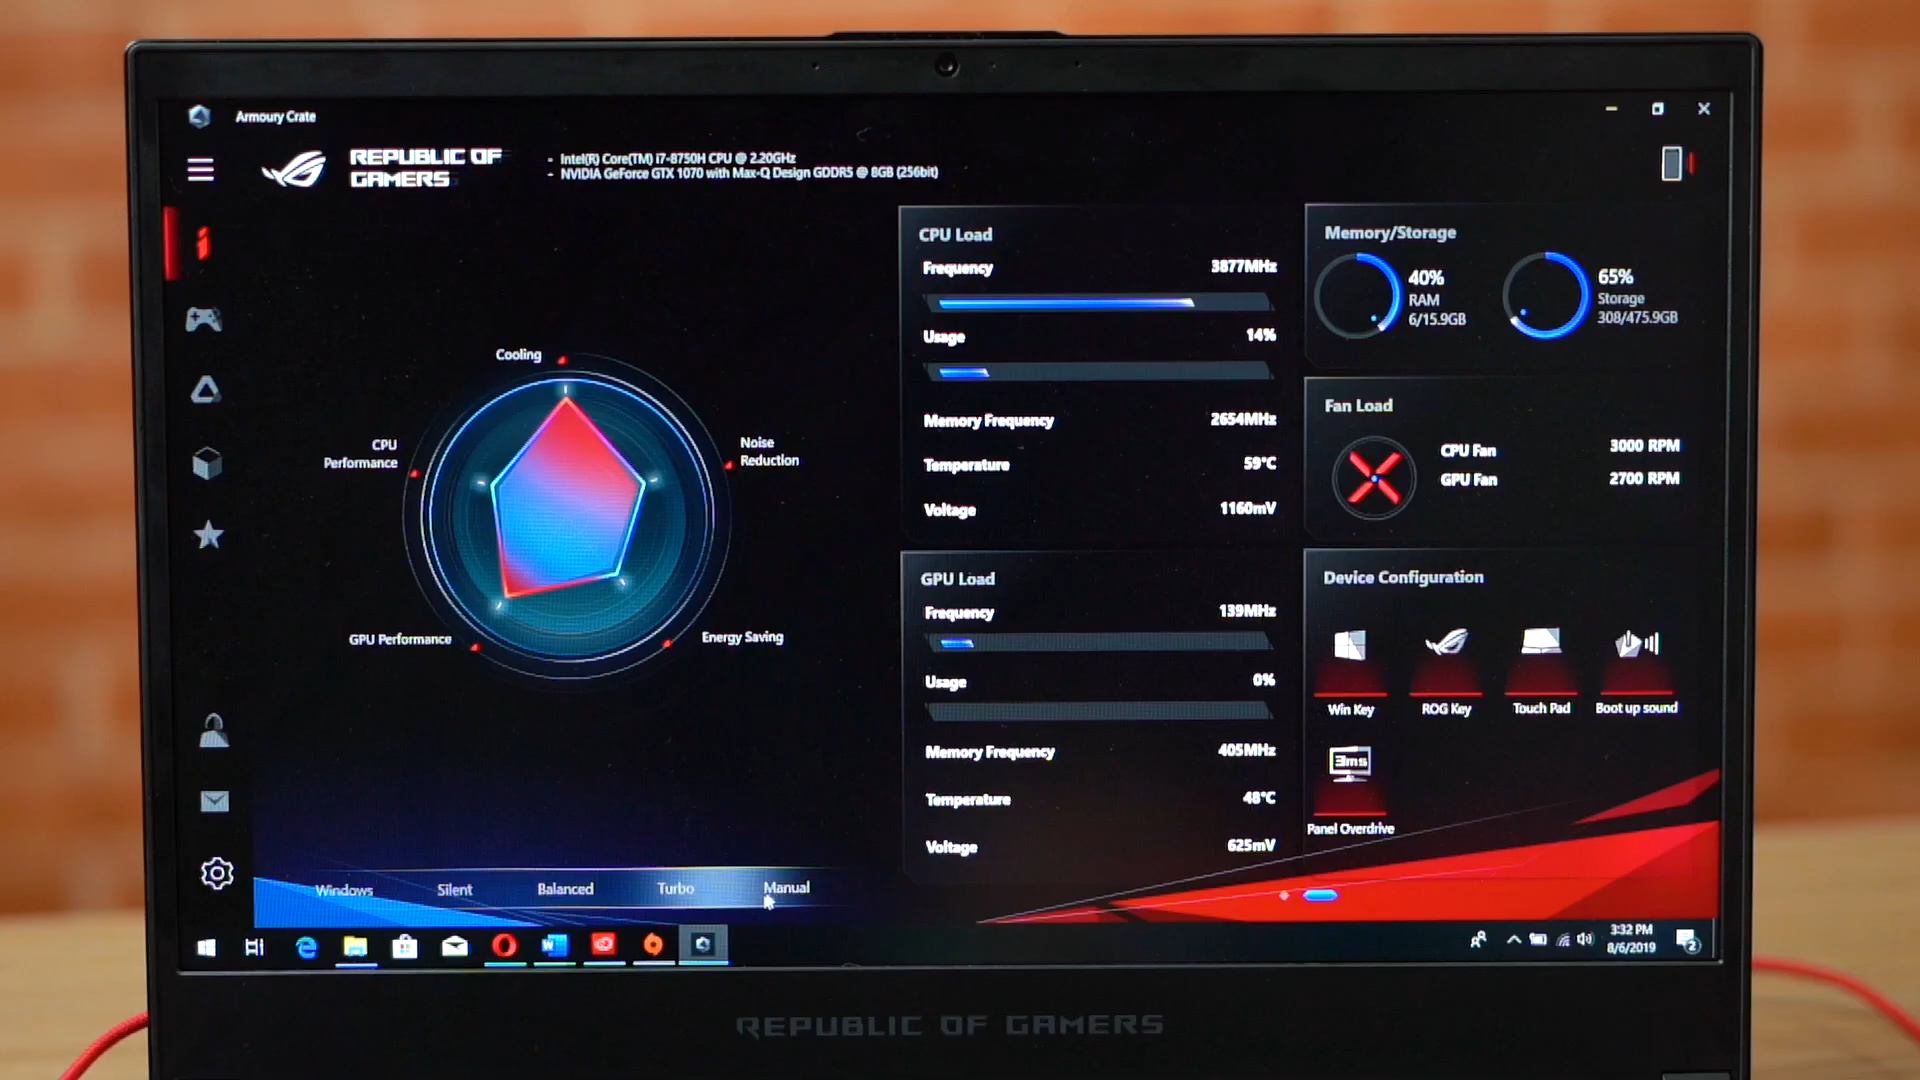 Armoury Crate
REPUBLIC OF
GAMERS
- Intel(R) Core(TM) i7-8750H CPU @ 2.20GHz
- NVIDIA GeForce GTX 1070 with Max-Q Design GDDR5 @ 8GB (256bit)
Cooling
CPU
Performance
Noise
Reduction
GPU Performance
Energy Saving
Windows
Silent
Balanced
Turbo
Manual
CPU Load
Frequency 3877MHz
Usage 14%
Memory Frequency 2654MHz
Temperature 59°C
Voltage 1160mV
GPU Load
Frequency 139MHz
Usage 0%
Memory Frequency 405MHz
Temperature 48°C
Voltage 625mV
Memory/Storage
40%
RAM
6/15.9GB
65%
Storage
308/475.9GB
Fan Load
CPU Fan 3000 RPM
GPU Fan 2700 RPM
Device Configuration
Win Key
ROG Key
Touch Pad
Boot up sound
3ms
Panel Overdrive
3:32 PM
8/6/2019
2
REPUBLIC OF GAMERS